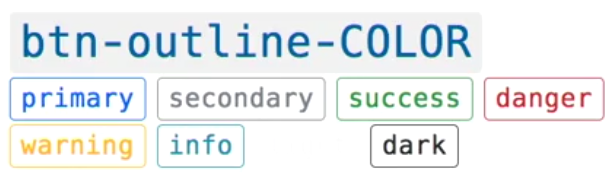 btn-outline-COLOR
primary secondary success danger
warning info dark